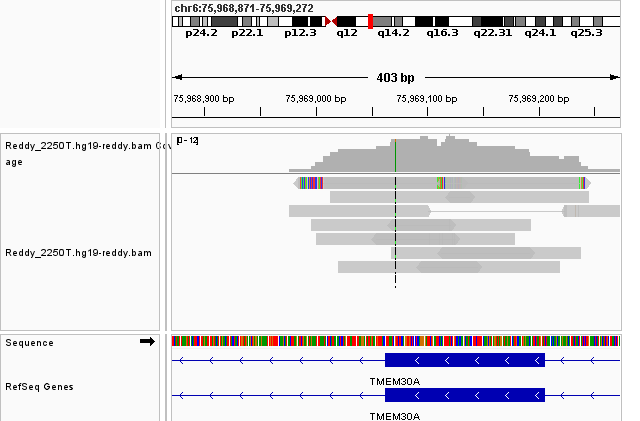 chr6:75,968,871-75,969,272
p24.2 p22.1 p12.3 q12 q14.2 q16.3 q22.31 q24.1 q25.3
403 bp
75,968,900 bp 75,969,000 bp 75,969,100 bp 75,969,200 bp
Reddy_2250T.hg19-reddy.bam Cov
age
[0 - 12]
Reddy_2250T.hg19-reddy.bam
Sequence
RefSeq Genes
TMEM30A
TMEM30A